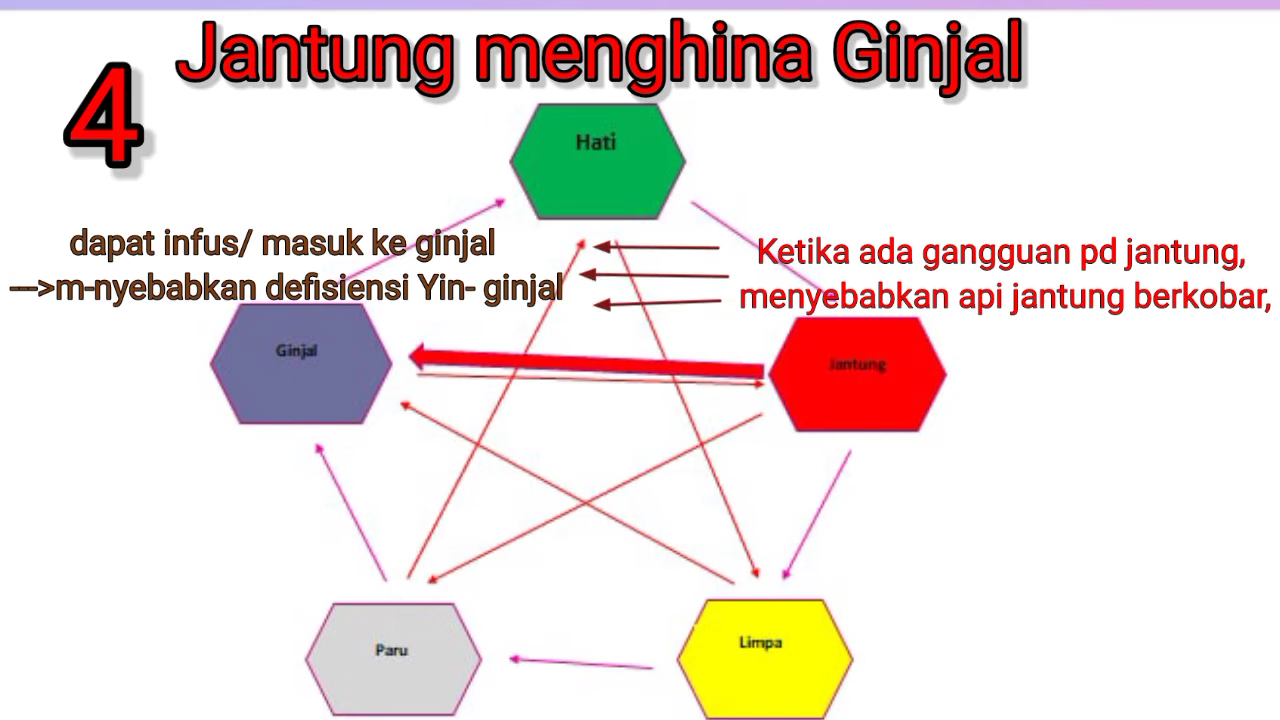 4
Jantung menghina Ginjal
Hati
dapat infus/ masuk ke ginjal
-->m-nyebabkan defisiensi Yin- ginjal
Ketika ada gangguan pd jantung,
menyebabkan api jantung berkobar,
Ginjal
Jantung
Paru
Limpa